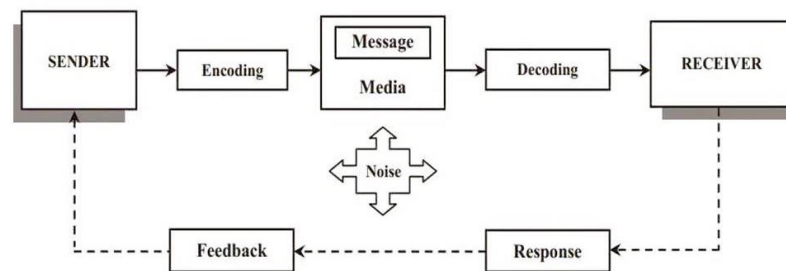 SENDER
Encoding
Message
Media
Decoding
RECEIVER
Noise
Feedback
Response